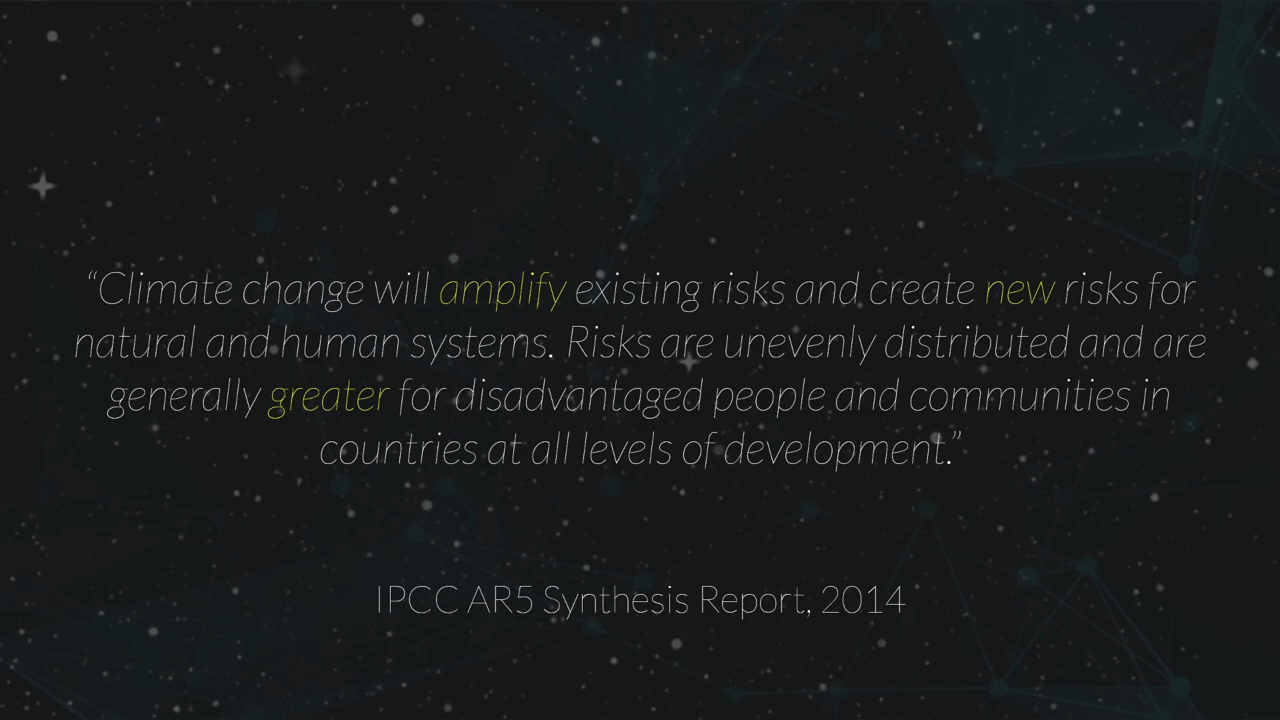 “Climate change will amplify existing risks and create new risks for
natural and human systems. Risks are unevenly distributed and are
generally greater for disadvantaged people and communities in
countries at all levels of development.”
IPCC AR5 Synthesis Report, 2014